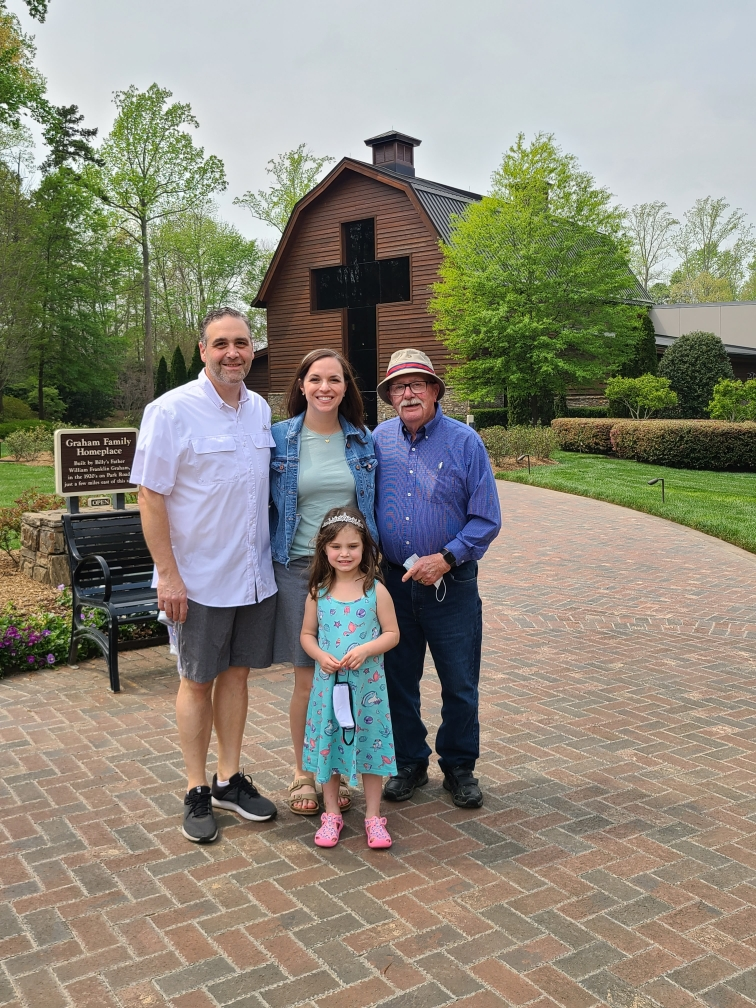 Graham Family
Homeplace
Built by Billy's Father
William Franklin Graham,
in the 1920's on Park Road,
just a few miles east of this s
OPEN